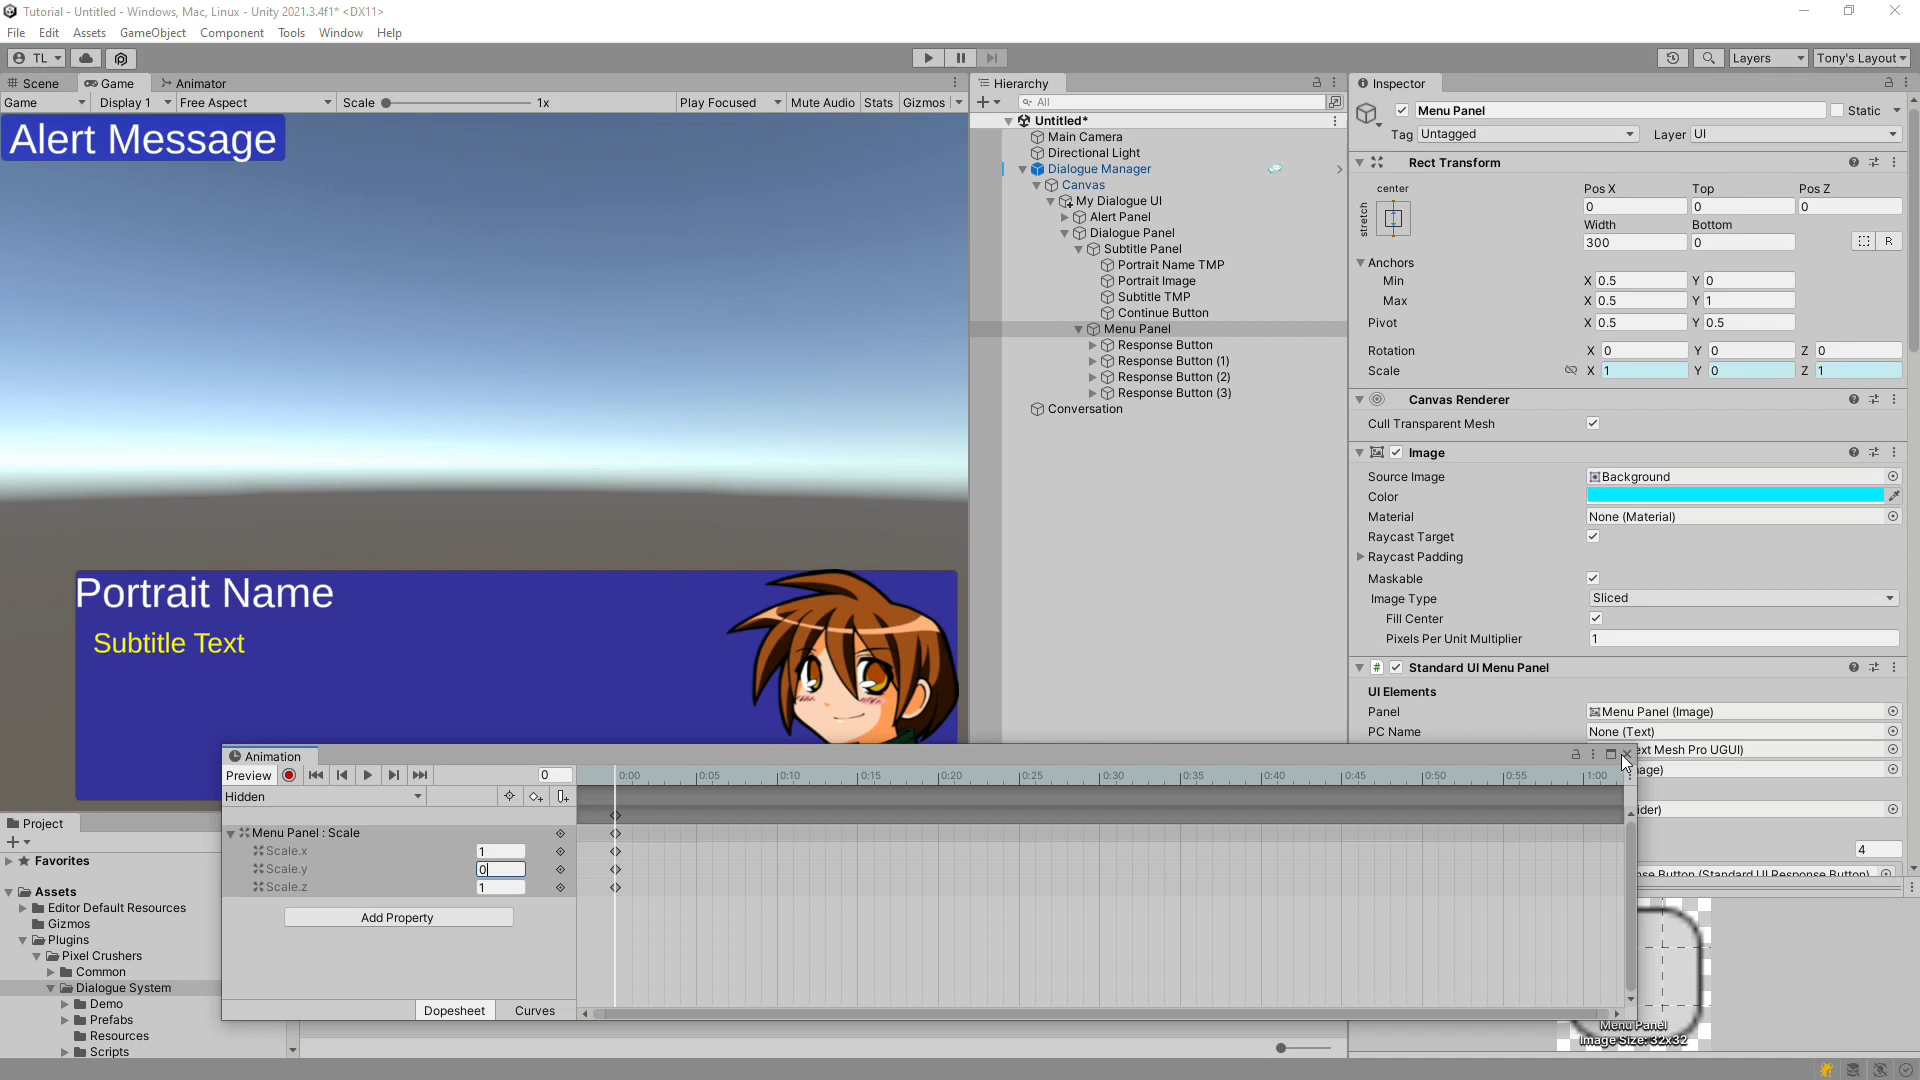 Tutorial - Untitled - Windows, Mac, Linux - Unity 2021.3.4f1* <DX11>
File Edit Assets GameObject Component Tools Window Help
TL Layers Tony's Layout
Scene Game Animator
Game Display 1 Free Aspect Scale 1x Play Focused Mute Audio Stats Gizmos
Alert Message
Portrait Name
Subtitle Text
Hierarchy
All
Untitled*
Main Camera
Directional Light
Dialogue Manager
Canvas
My Dialogue UI
Alert Panel
Dialogue Panel
Subtitle Panel
Portrait Name TMP
Portrait Image
Subtitle TMP
Continue Button
Menu Panel
Response Button
Response Button (1)
Response Button (2)
Response Button (3)
Conversation
Inspector
Menu Panel Static
Tag Untagged Layer UI
Rect Transform
center
stretch
Pos X Top Pos Z
0 0 0
Width Bottom
300 0
R
Anchors
Min X 0.5 Y 0
Max X 0.5 Y 1
Pivot X 0.5 Y 0.5
Rotation X 0 Y 0 Z 0
Scale X 1 Y 0 Z 1
Canvas Renderer
Cull Transparent Mesh
Image
Source Image Background
Color
Material None (Material)
Raycast Target
Raycast Padding
Maskable
Image Type Sliced
Fill Center
Pixels Per Unit Multiplier 1
Standard UI Menu Panel
UI Elements
Panel Menu Panel (Image)
PC Name None (Text)
ext Mesh Pro UGUI)
age)
ider)
4
nse Button (Standard UI Response Button)
Menu Panel
Image Size: 32x32
Animation
Preview 0
0:00 0:05 0:10 0:15 0:20 0:25 0:30 0:35 0:40 0:45 0:50 0:55 1:00
Hidden
Menu Panel : Scale
Scale.x 1
Scale.y 0
Scale.z 1
Add Property
Dopesheet Curves
Project
Favorites
Assets
Editor Default Resources
Gizmos
Plugins
Pixel Crushers
Common
Dialogue System
Demo
Prefabs
Resources
Scripts